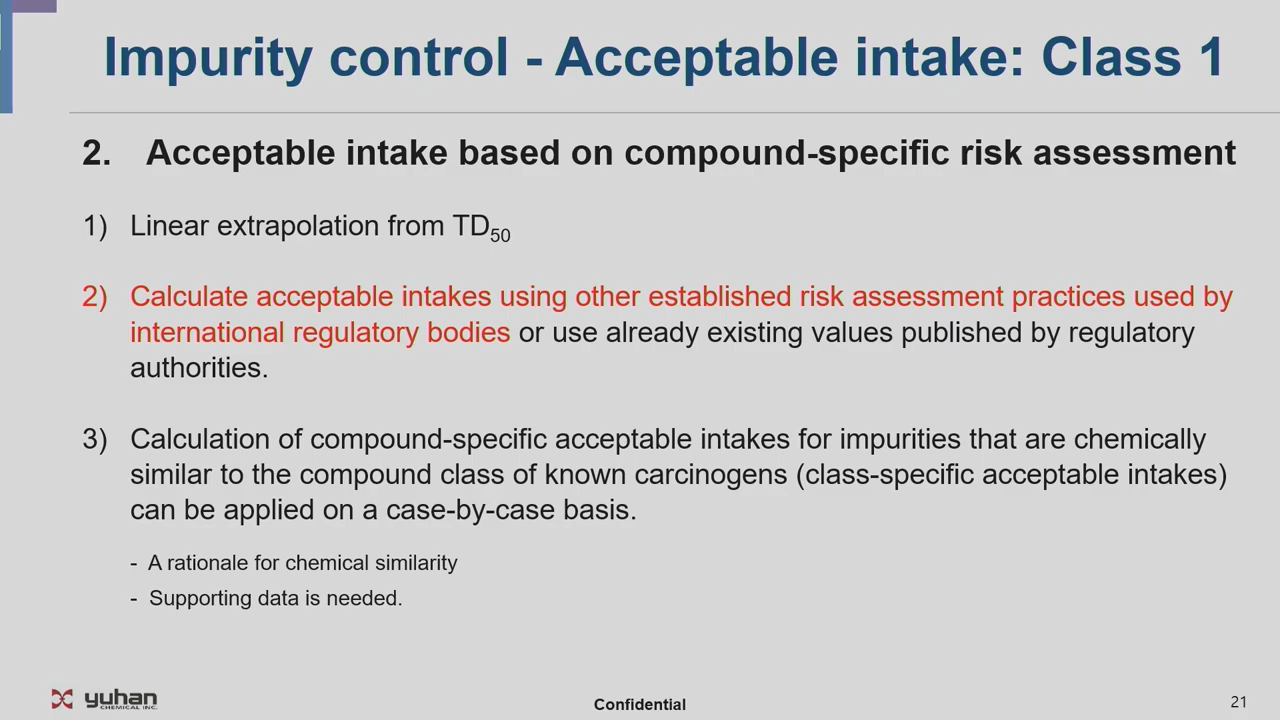 Impurity control - Acceptable intake: Class 1
2. Acceptable intake based on compound-specific risk assessment
1) Linear extrapolation from TD50
2) Calculate acceptable intakes using other established risk assessment practices used by
international regulatory bodies or use already existing values published by regulatory
authorities.
3) Calculation of compound-specific acceptable intakes for impurities that are chemically
similar to the compound class of known carcinogens (class-specific acceptable intakes)
can be applied on a case-by-case basis.
- A rationale for chemical similarity
- Supporting data is needed.
yuhan
CHEMICAL INC.
Confidential
21